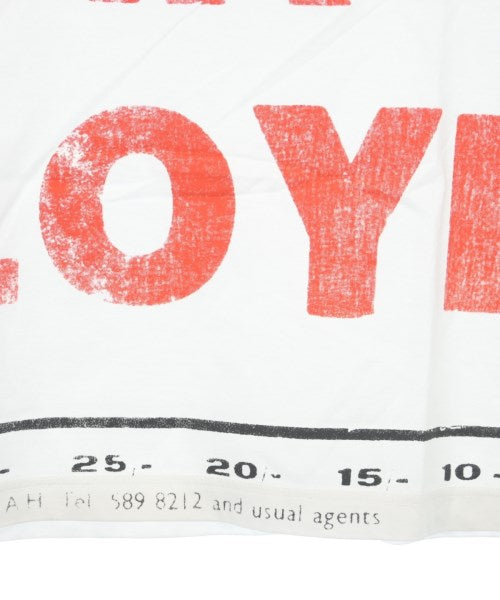 LOY
25/- 20/- 15/- 10-
A H Tel 589 8212 and usual agents